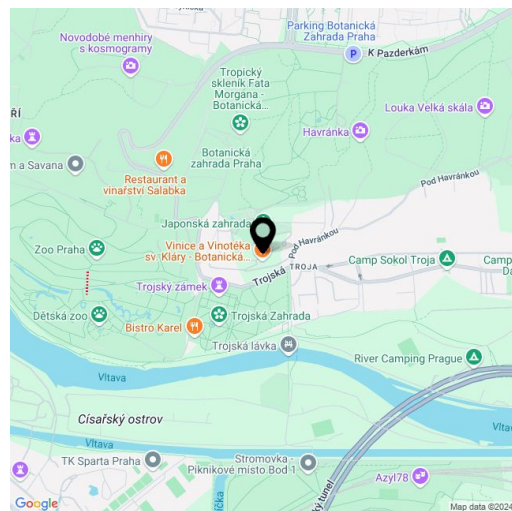 Parking Botanická
Zahrada Praha
Novodobé menhiry
s kosmogramy
K Pazderkám
Tropický
skleník Fata
Morgana -
Botanická...
Louka Velká skála
Havránka
Botanická
zahrada Praha
Restaurant a
vinařství Salabka
Pod Havránkou
Japonská zahrada
Pod Havránkou
Vinice a Vinotéka
sv. Kláry - Botanická...
Zoo Praha
Camp Sokol Troja
Trojská
TROJA
Trojský zámek
Dětská zoo
Trojská Zahrada
Bistro Karel
Trojská lávka
River Camping Prague
Vltava
Císařský ostrov
Vltava
TK Sparta Praha
Stromovka -
Piknikové místo Bod 1
Azyl78
Google
Map data ©2024